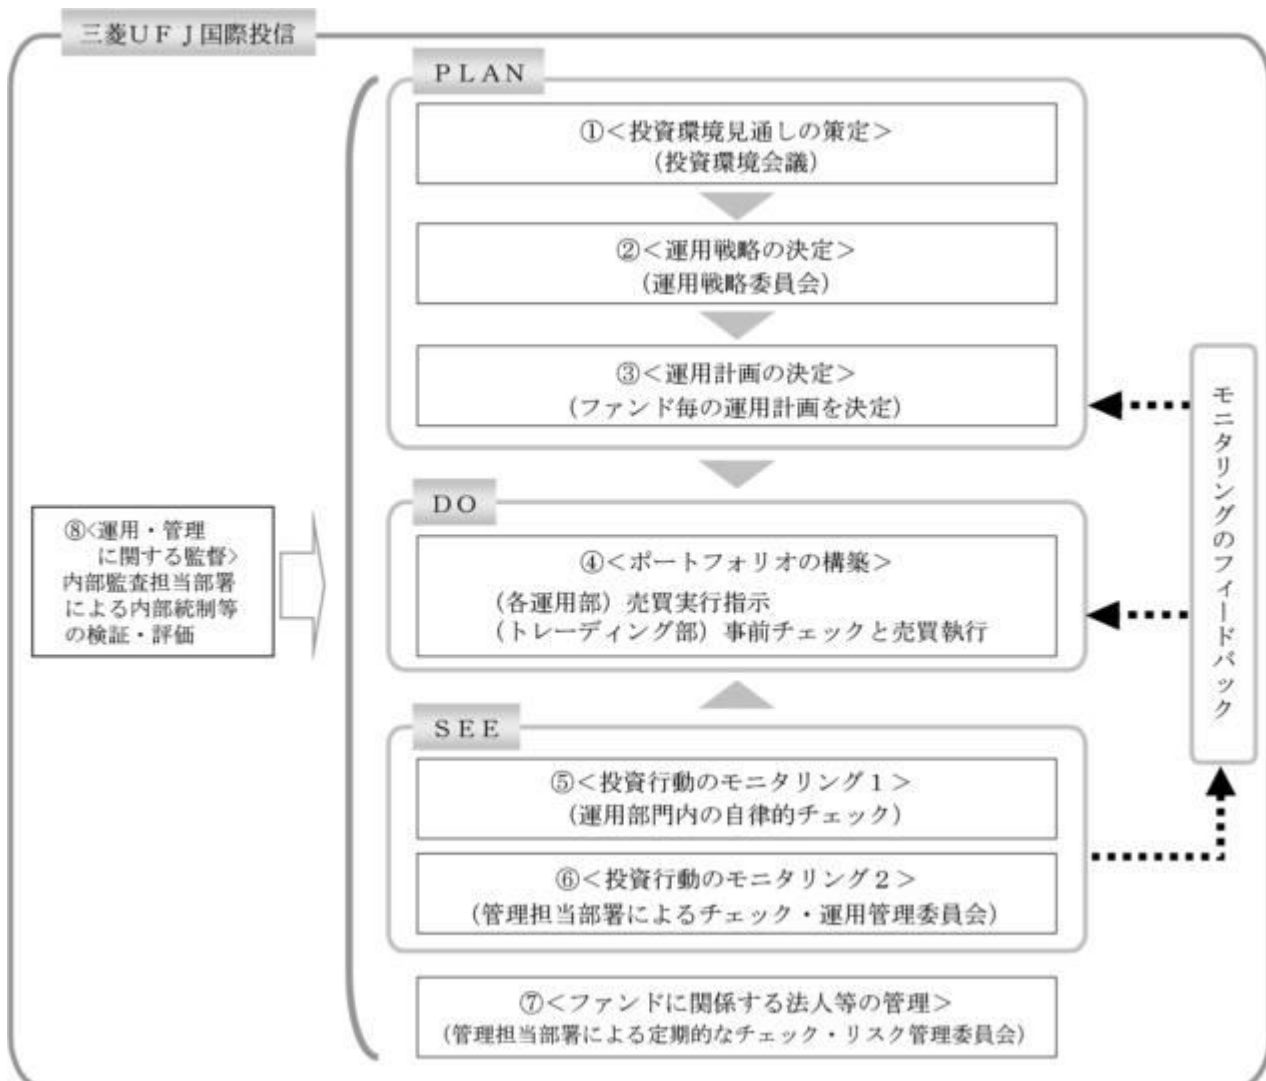 三菱ＵＦＪ国際投信
ＰＬＡＮ
①＜投資環境見通しの策定＞
（投資環境会議）
②＜運用戦略の決定＞
（運用戦略委員会）
③＜運用計画の決定＞
（ファンド毎の運用計画を決定）
ＤＯ
④＜ポートフォリオの構築＞
（各運用部）売買実行指示
（トレーディング部）事前チェックと売買執行
ＳＥＥ
⑤＜投資行動のモニタリング１＞
（運用部門内の自律的チェック）
⑥＜投資行動のモニタリング２＞
（管理担当部署によるチェック・運用管理委員会）
⑦＜ファンドに関係する法人等の管理＞
（管理担当部署による定期的なチェック・リスク管理委員会）
⑧<運用・管理
に関する監督>
内部監査担当部署
による内部統制等
の検証・評価
モニタリングのフィードバック